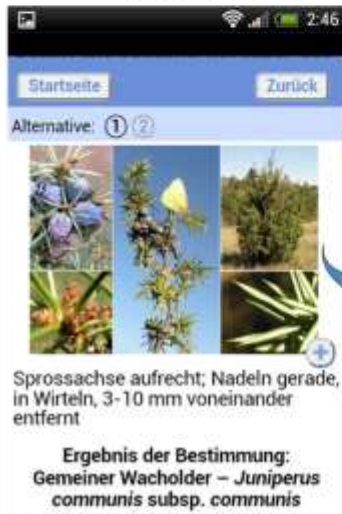 2:46
Startseite Zurück
Alternative: 1 2
Sprossachse aufrecht; Nadeln gerade,
in Wirteln, 3-10 mm voneinander
entfernt
Ergebnis der Bestimmung:
Gemeiner Wacholder – Juniperus
communis subsp. communis